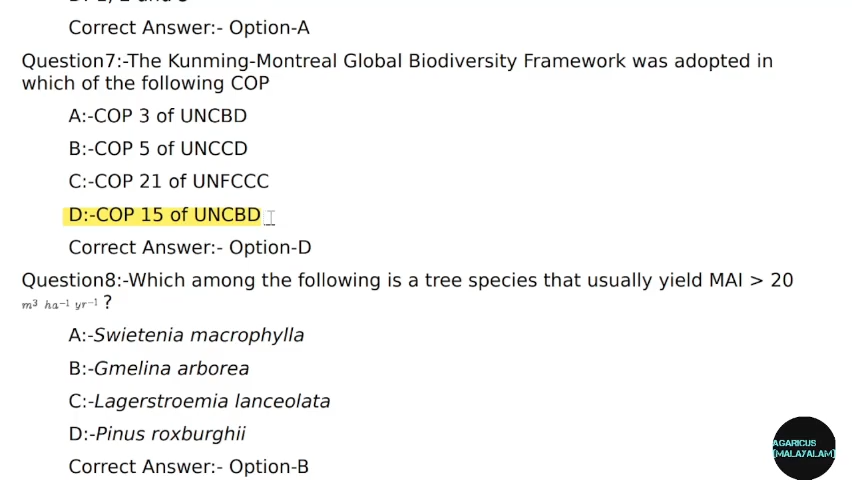 Correct Answer:- Option-A
Question7:-The Kunming-Montreal Global Biodiversity Framework was adopted in
which of the following COP
A:-COP 3 of UNCBD
B:-COP 5 of UNCCD
C:-COP 21 of UNFCCC
D:-COP 15 of UNCBD
Correct Answer:- Option-D
Question8:-Which among the following is a tree species that usually yield MAI > 20
m³ ha⁻¹ yr⁻¹ ?
A:-Swietenia macrophylla
B:-Gmelina arborea
C:-Lagerstroemia lanceolata
D:-Pinus roxburghii
Correct Answer:- Option-B
AGARICUS
[MALAYALAM]